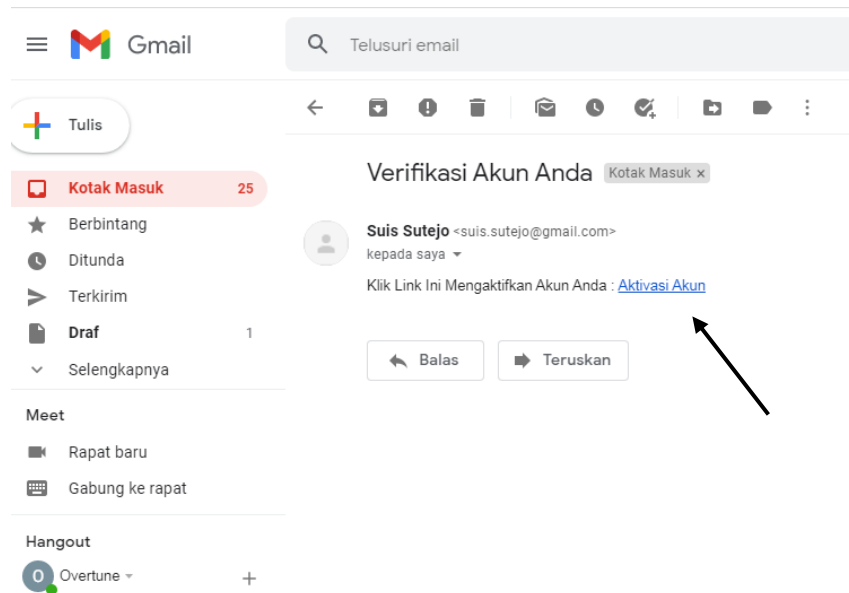 Gmail
Telusuri email
Tulis
Verifikasi Akun Anda Kotak Masuk x
Kotak Masuk 25
Suis Sutejo <suis.sutejo@gmail.com>
kepada saya
Klik Link Ini Mengaktifkan Akun Anda : Aktivasi Akun
Berbintang
Ditunda
Terkirim
Draf 1
Selengkapnya
Balas
Teruskan
Meet
Rapat baru
Gabung ke rapat
Hangout
O Overtune +